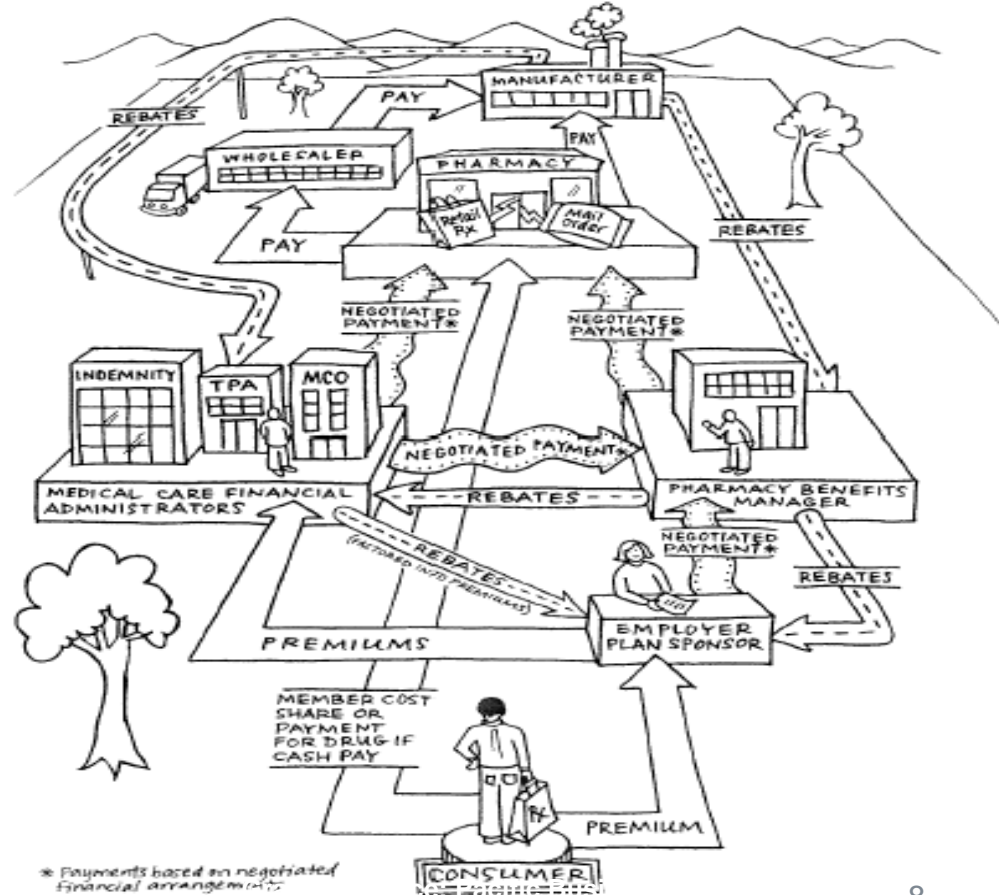 MANUFACTURER
PAY
REBATES
WHOLESALER
PAY
PHARMACY
Retail
Rx
Mail
Order
REBATES
PAY
NEGOTIATED
PAYMENT*
NEGOTIATED
PAYMENT*
INDEMNITY
TPA
MCO
NEGOTIATED PAYMENT*
REBATES
MEDICAL CARE FINANCIAL
ADMINISTRATORS
PHARMACY BENEFITS
MANAGER
REBATES
(FACTORED INTO PREMIUMS)
NEGOTIATED
PAYMENT*
REBATES
EMPLOYER
PLAN SPONSOR
PREMIUMS
MEMBER COST
SHARE OR
PAYMENT
FOR DRUG IF
CASH PAY
Rx
PREMIUM
* Payments based on negotiated
financial
CONSUMER